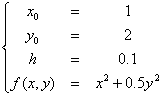 x₀ = 1
y₀ = 2
h = 0.1
f(x, y) = x² + 0.5y²